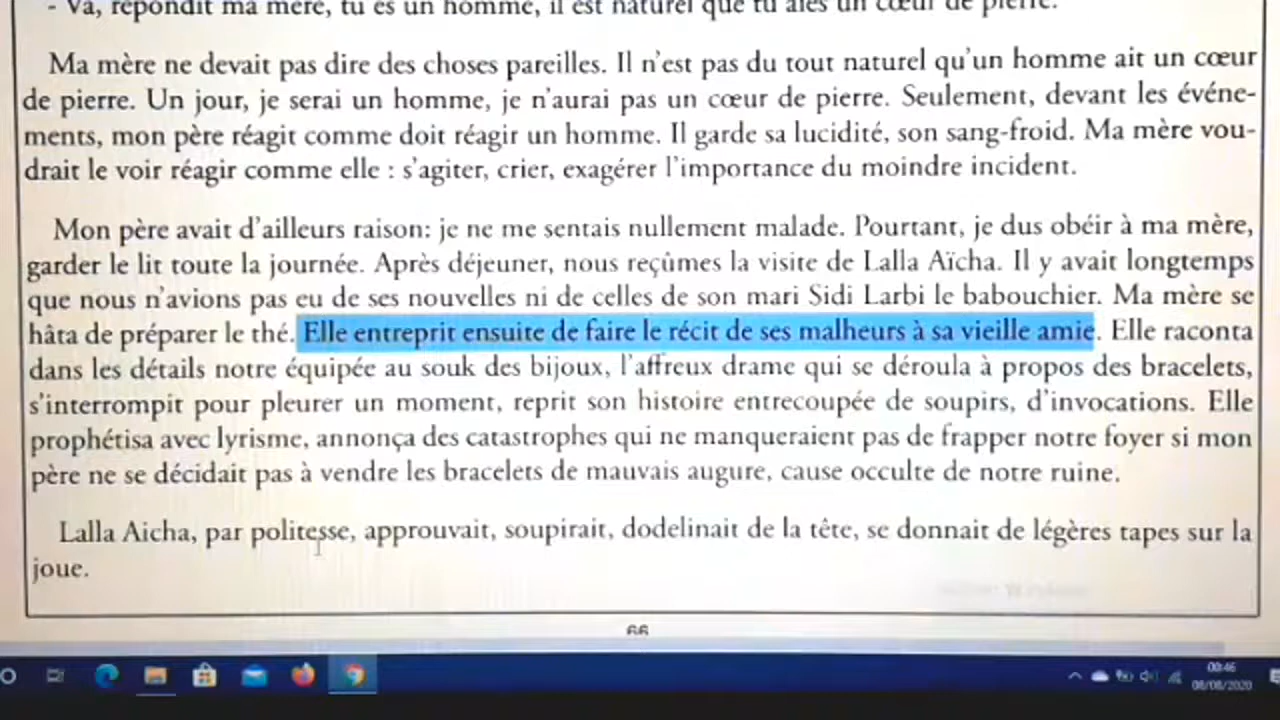 - Va, répondit ma mère, tu es un homme, il est naturel que tu aies un cœur de pierre.
Ma mère ne devait pas dire des choses pareilles. Il n'est pas du tout naturel qu'un homme ait un cœur
de pierre. Un jour, je serai un homme, je n'aurai pas un cœur de pierre. Seulement, devant les événe-
ments, mon père réagit comme doit réagir un homme. Il garde sa lucidité, son sang-froid. Ma mère vou-
drait le voir réagir comme elle : s'agiter, crier, exagérer l'importance du moindre incident.
Mon père avait d'ailleurs raison: je ne me sentais nullement malade. Pourtant, je dus obéir à ma mère,
garder le lit toute la journée. Après déjeuner, nous reçûmes la visite de Lalla Aïcha. Il y avait longtemps
que nous n'avions pas eu de ses nouvelles ni de celles de son mari Sidi Larbi le babouchier. Ma mère se
hâta de préparer le thé. Elle entreprit ensuite de faire le récit de ses malheurs à sa vieille amie. Elle raconta
dans les détails notre équipée au souk des bijoux, l'affreux drame qui se déroula à propos des bracelets,
s'interrompit pour pleurer un moment, reprit son histoire entrecoupée de soupirs, d'invocations. Elle
prophétisa avec lyrisme, annonça des catastrophes qui ne manqueraient pas de frapper notre foyer si mon
père ne se décidait pas à vendre les bracelets de mauvais augure, cause occulte de notre ruine.
Lalla Aicha, par politesse, approuvait, soupirait, dodelinait de la tête, se donnait de légères tapes sur la
joue.
66
00:46
08/08/2020